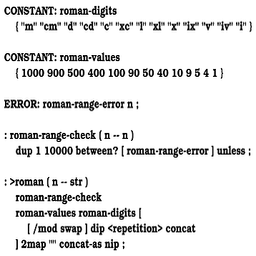 CONSTANT: roman-digits
{ "m" "cm" "d" "cd" "c" "xc" "l" "xl" "x" "ix" "v" "iv" "i" }
CONSTANT: roman-values
{ 1000 900 500 400 100 90 50 40 10 9 5 4 1 }
ERROR: roman-range-error n ;
: roman-range-check ( n -- n )
dup 1 10000 between? [ roman-range-error ] unless ;
: >roman ( n -- str )
roman-range-check
roman-values roman-digits [
[ /mod swap ] dip <repetition> concat
] 2map "" concat-as nip ;